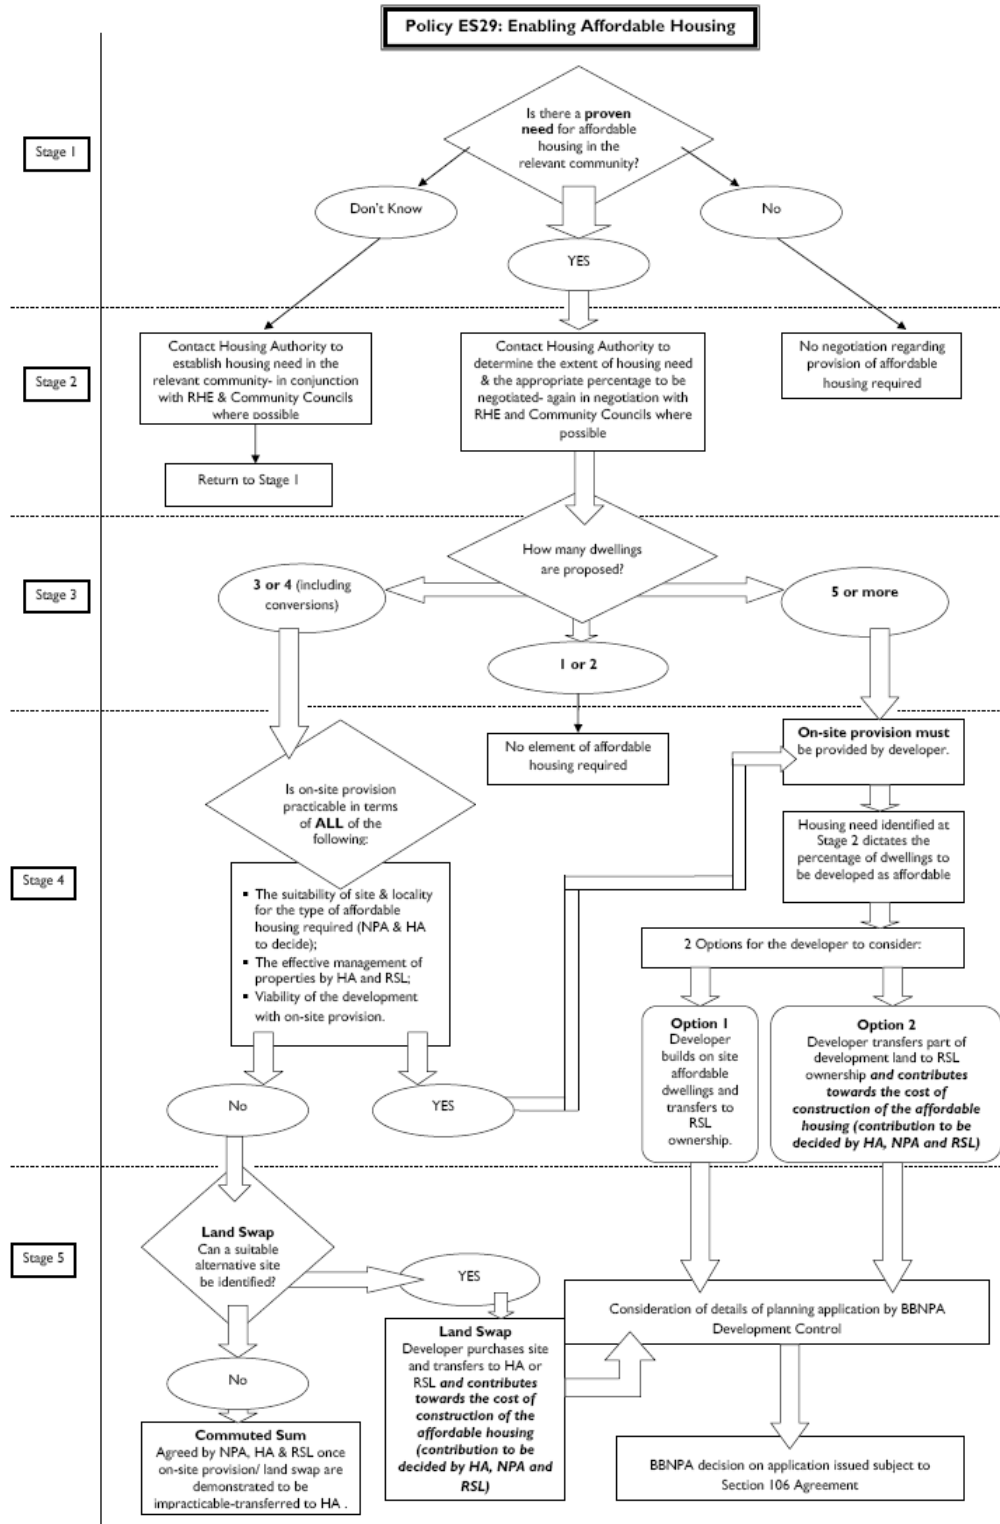 Policy ES29: Enabling Affordable Housing
Stage 1
Is there a proven
need for affordable
housing in the
relevant community?
Don't Know
No
YES
Stage 2
Contact Housing Authority to
establish housing need in the
relevant community- in conjunction
with RHE & Community Councils
where possible
Contact Housing Authority to
determine the extent of housing need
& the appropriate percentage to be
negotiated- again in negotiation with
RHE and Community Councils where
possible
No negotiation regarding
provision of affordable
housing required
Return to Stage 1
Stage 3
How many dwellings
are proposed?
3 or 4 (including
conversions)
5 or more
1 or 2
Stage 4
No element of affordable
housing required
On-site provision must
be provided by developer.
Is on-site provision
practicable in terms
of ALL of the
following:
Housing need identified at
Stage 2 dictates the
percentage of dwellings to
be developed as affordable
▪ The suitability of site & locality
for the type of affordable
housing required (NPA & HA
to decide);
▪ The effective management of
properties by HA and RSL;
▪ Viability of the development
with on-site provision.
2 Options for the developer to consider:
Option 1
Developer
builds on site
affordable
dwellings and
transfers to
RSL
ownership.
Option 2
Developer transfers part of
development land to RSL
ownership and contributes
towards the cost of
construction of the affordable
housing (contribution to be
decided by HA, NPA and RSL)
No
YES
Stage 5
Land Swap
Can a suitable
alternative site
be identified?
YES
Consideration of details of planning application by BBNPA
Development Control
Land Swap
Developer purchases site
and transfers to HA or
RSL and contributes
towards the cost of
construction of the
affordable housing
(contribution to be
decided by HA, NPA and
RSL)
No
Commuted Sum
Agreed by NPA, HA & RSL once
on-site provision/ land swap are
demonstrated to be
impracticable-transferred to HA .
BBNPA decision on application issued subject to
Section 106 Agreement